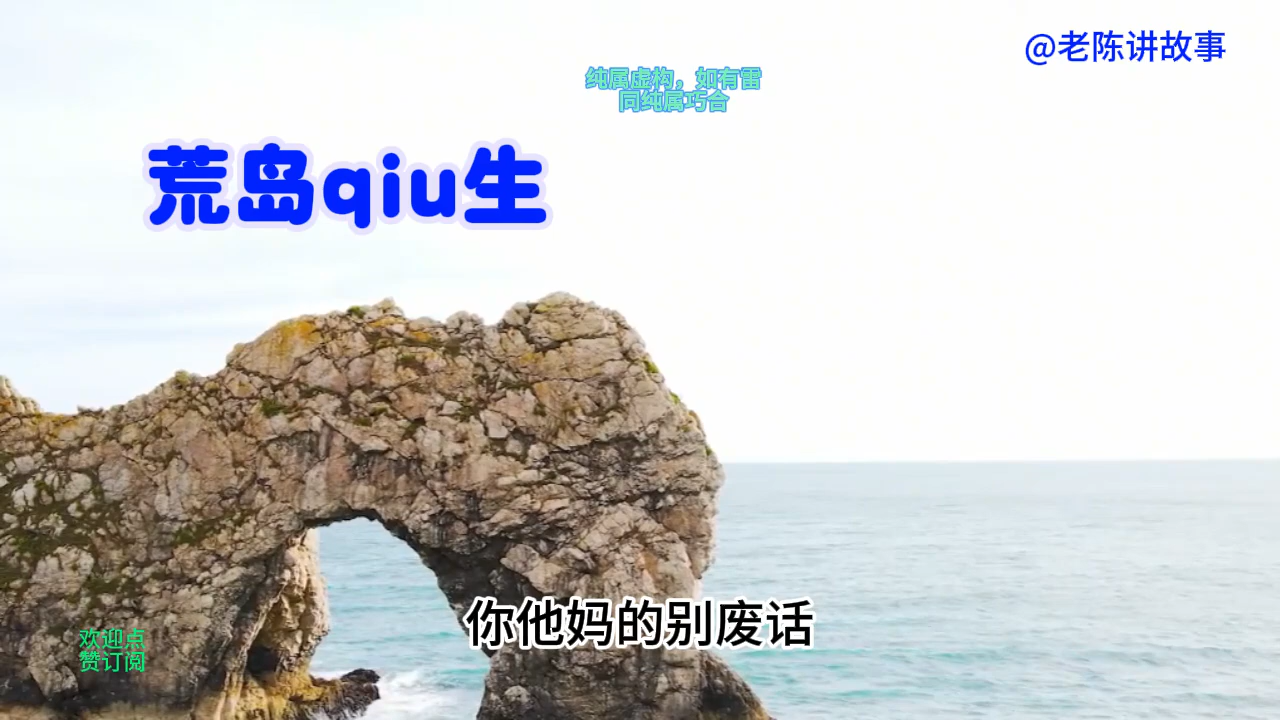 @老陈讲故事
纯属虚构，如有雷
同纯属巧合
荒岛qiu生
你他妈的别废话
欢迎点
赞订阅